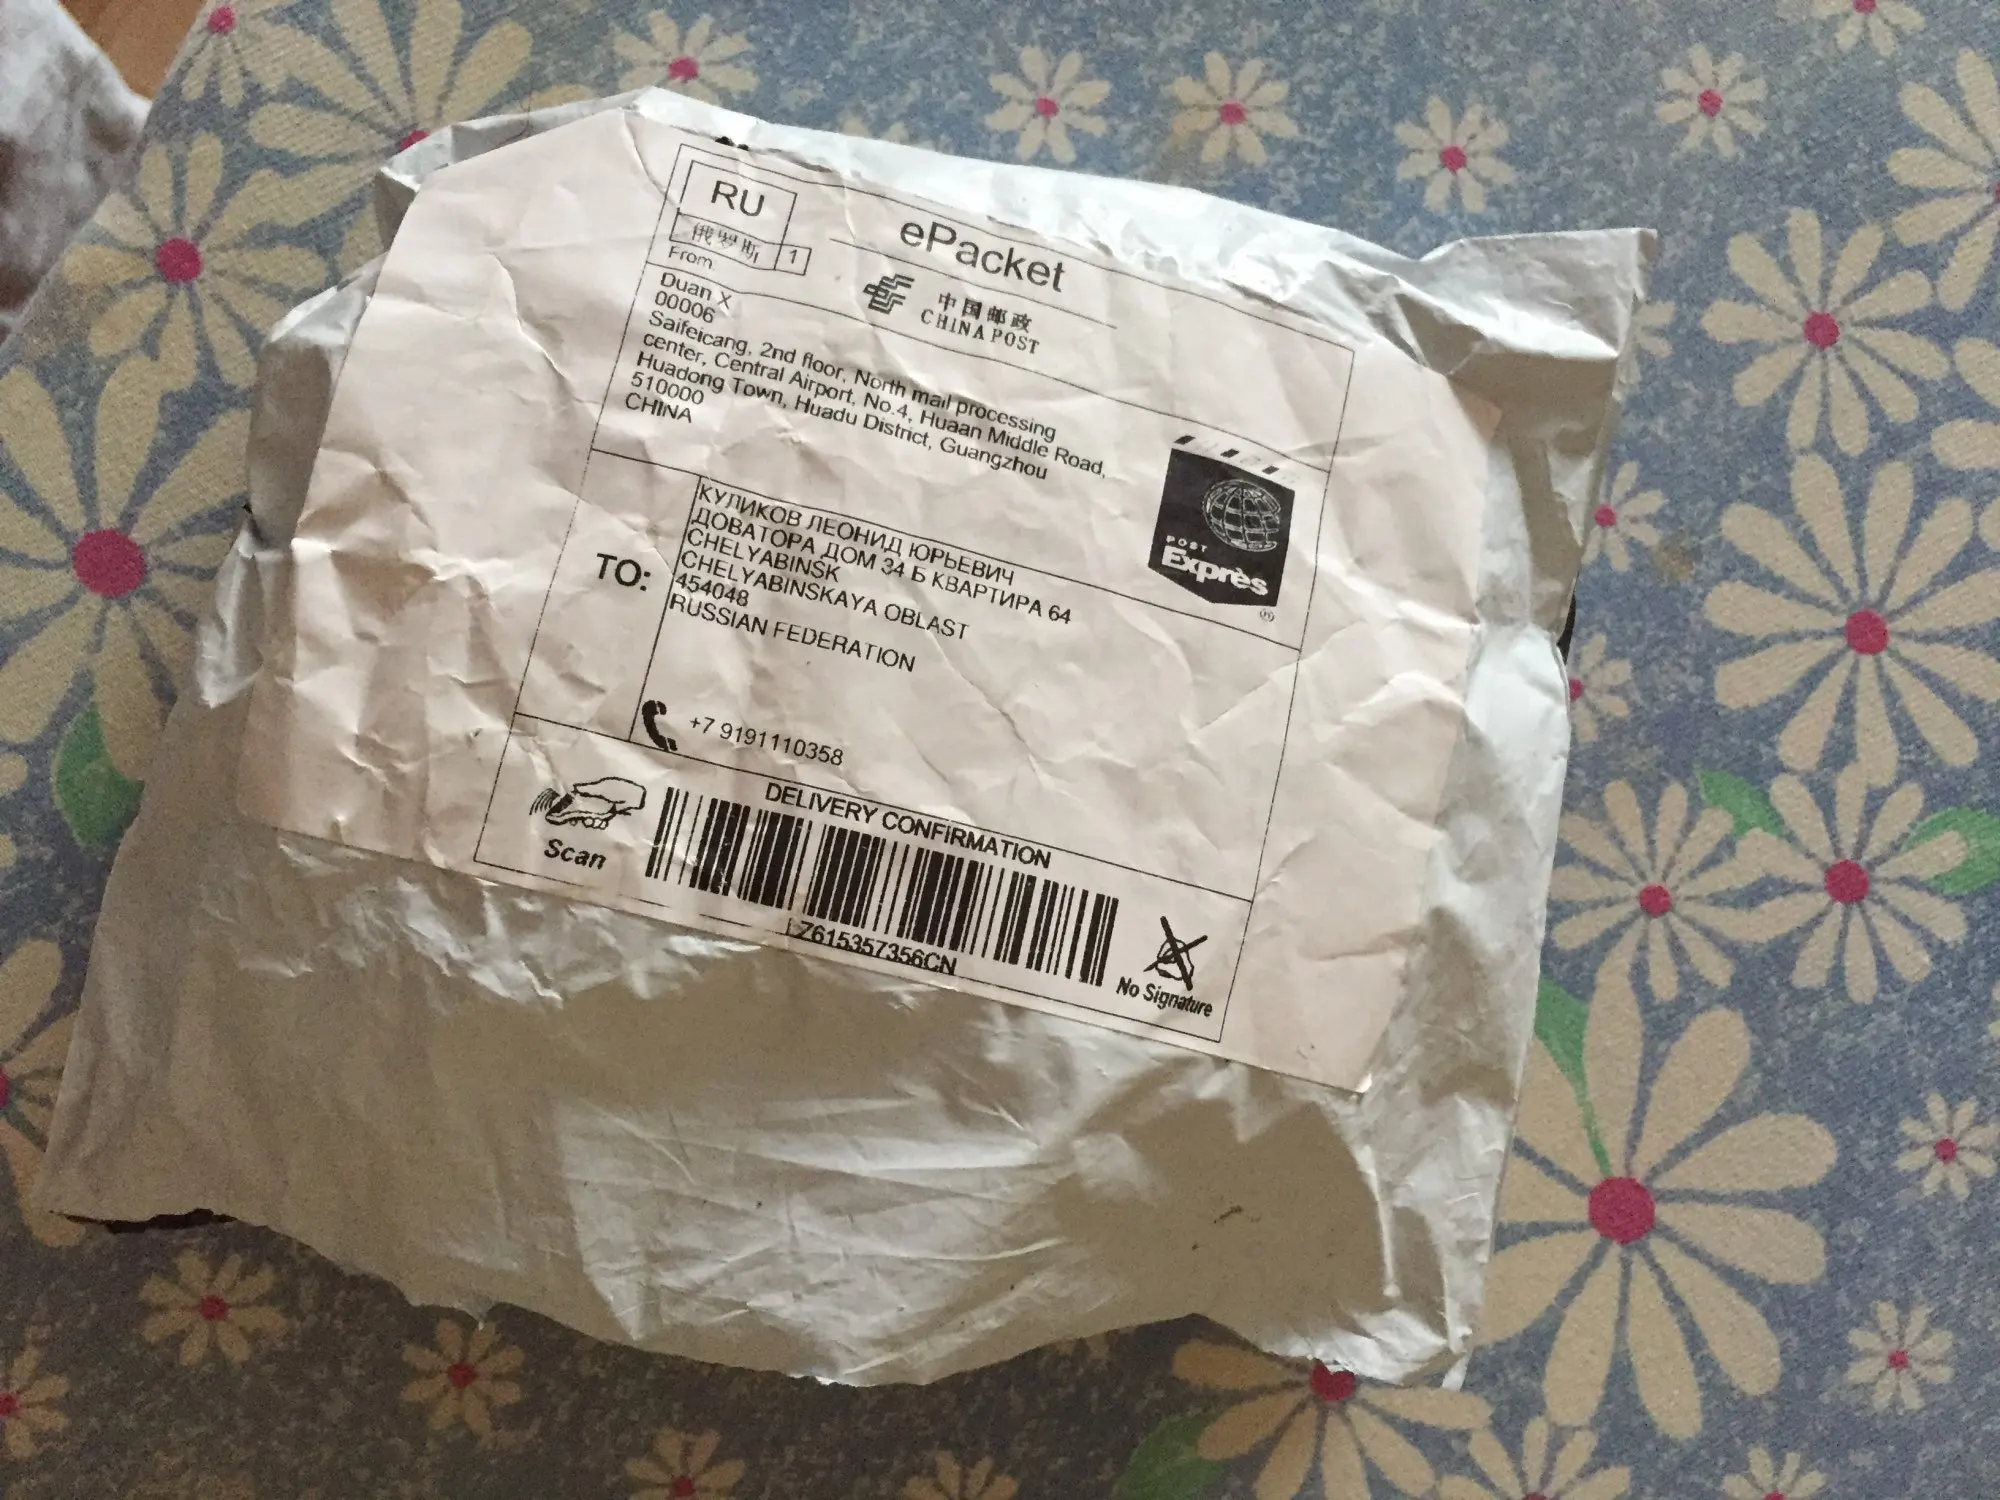 RU
俄罗斯 1
ePacket
中国邮政
CHINA POST
From:
Duan X
00006
Saifeicang, 2nd floor, North mail processing
center, Central Airport, No.4, Huaan Middle Road,
Huadong Town, Huadu District, Guangzhou
510000
CHINA
POST
Exprès
®
TO:
КУЛИКОВ ЛЕОНИД ЮРЬЕВИЧ
ДОВАТОРА ДОМ 34 Б КВАРТИРА 64
CHELYABINSK
CHELYABINSKAYA OBLAST
454048
RUSSIAN FEDERATION
+7 9191110358
Scan
DELIVERY CONFIRMATION
LZ615357356CN
No Signature